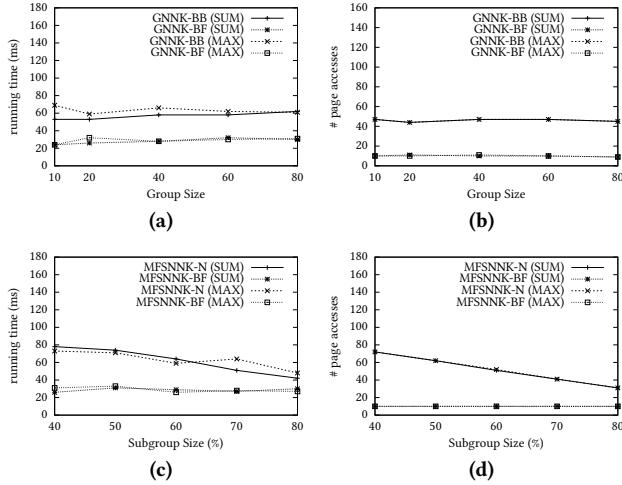 GNNK-BB (SUM)
GNNK-BF (SUM)
GNNK-BB (MAX)
GNNK-BF (MAX)
running time (ms)
180
160
140
120
100
80
60
40
20
0
10 20 40 60 80
Group Size
(a)
GNNK-BB (SUM)
GNNK-BF (SUM)
GNNK-BB (MAX)
GNNK-BF (MAX)
# page accesses
180
160
140
120
100
80
60
40
20
0
10 20 40 60 80
Group Size
(b)
MFSNNK-N (SUM)
MFSNNK-BF (SUM)
MFSNNK-N (MAX)
MFSNNK-BF (MAX)
running time (ms)
180
160
140
120
100
80
60
40
20
0
40 50 60 70 80
Subgroup Size (%)
(c)
MFSNNK-N (SUM)
MFSNNK-BF (SUM)
MFSNNK-N (MAX)
MFSNNK-BF (MAX)
# page accesses
180
160
140
120
100
80
60
40
20
0
40 50 60 70 80
Subgroup Size (%)
(d)